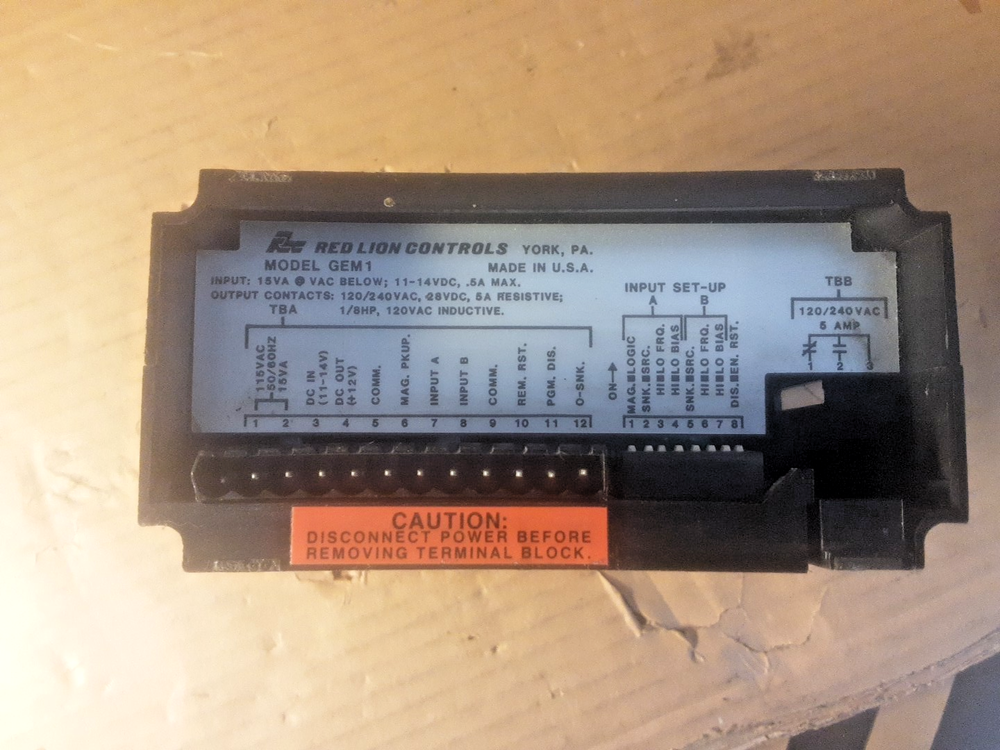 RED LION CONTROLS YORK, PA.
MODEL GEM1 MADE IN U.S.A.
INPUT: 15VA @ VAC BELOW; 11-14VDC, .5A MAX.
OUTPUT CONTACTS: 120/240VAC, 28VDC, 5A RESISTIVE;
1/8HP, 120VAC INDUCTIVE.
TBA
115VAC
50/60HZ
15VA
DC IN
(11-14V)
DC OUT
(+12V)
COMM.
MAG. PKUP.
INPUT A
INPUT B
COMM.
REM. RST.
PGM. DIS.
O-SNK.
1 2 3 4 5 6 7 8 9 10 11 12
INPUT SET-UP
A B
ON→
MAG.■LOGIC
SNK.■SRC.
HI■LO FRQ.
HI■LO BIAS
SNK■SRC.
HI■LO FRQ.
HI■LO BIAS
DIS.■EN. RST.
1 2 3 4 5 6 7 8
TBB
120/240VAC
5 AMP
1 2 3
CAUTION:
DISCONNECT POWER BEFORE
REMOVING TERMINAL BLOCK.